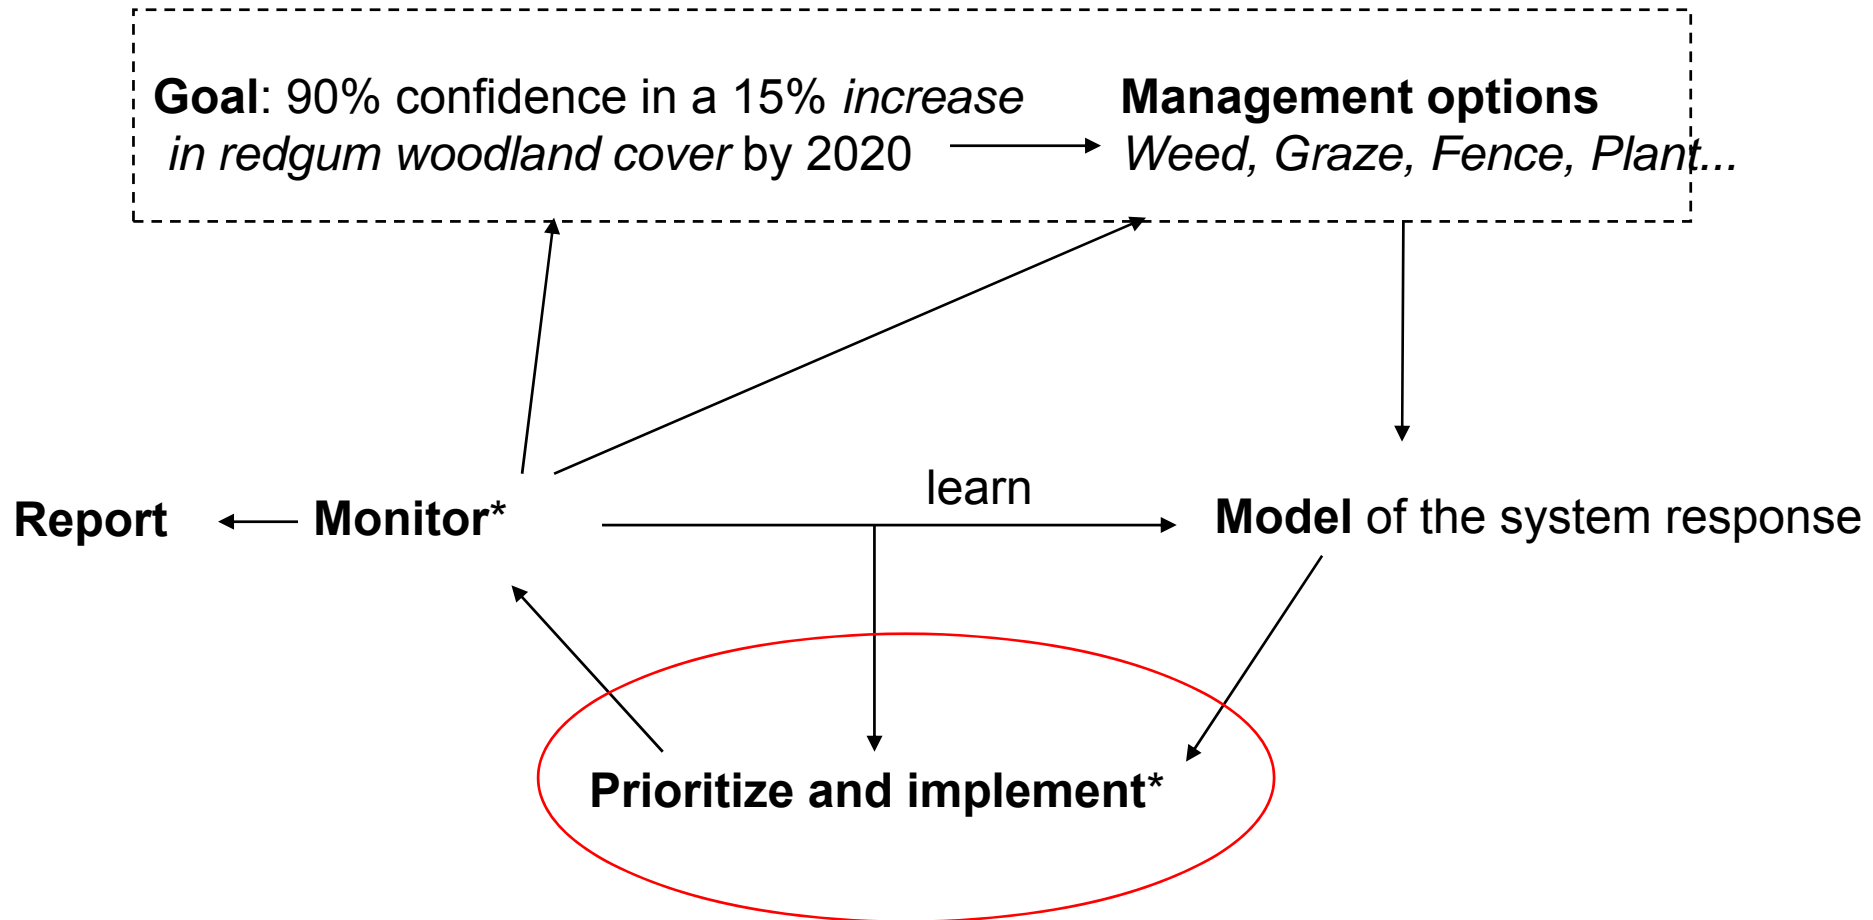 Goal: 90% confidence in a 15% increase
in redgum woodland cover by 2020
Management options
Weed, Graze, Fence, Plant...
learn
Report
Monitor*
Model of the system response
Prioritize and implement*